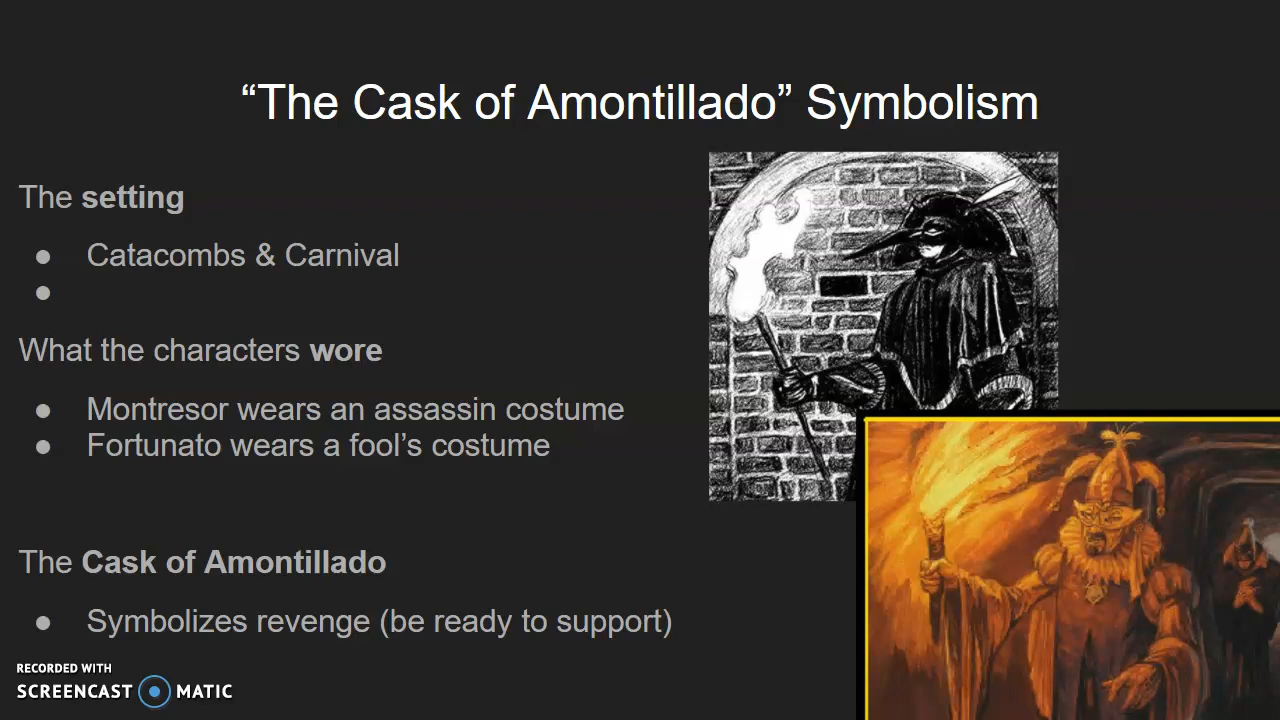 “The Cask of Amontillado” Symbolism
The setting
● Catacombs & Carnival
●
What the characters wore
● Montresor wears an assassin costume
● Fortunato wears a fool’s costume
The Cask of Amontillado
● Symbolizes revenge (be ready to support)
RECORDED WITH
SCREENCAST MATIC